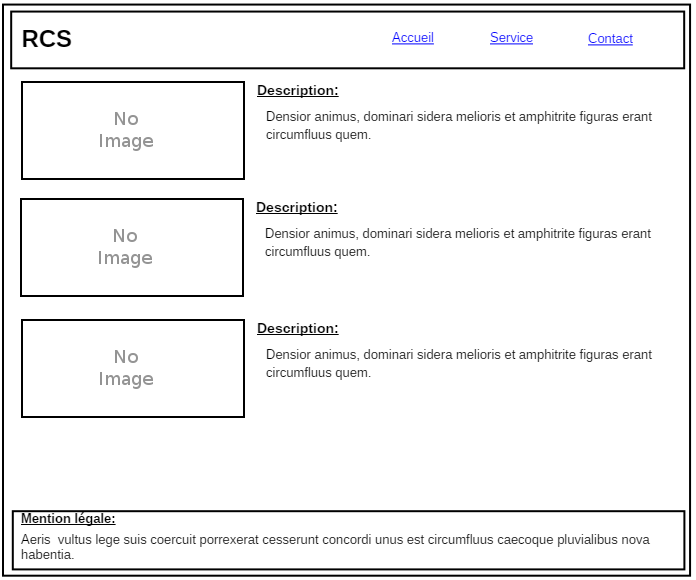 RCS
Accueil Service Contact
No
Image
Description:
Densior animus, dominari sidera melioris et amphitrite figuras erant
circumfluus quem.
No
Image
Description:
Densior animus, dominari sidera melioris et amphitrite figuras erant
circumfluus quem.
No
Image
Description:
Densior animus, dominari sidera melioris et amphitrite figuras erant
circumfluus quem.
Mention légale:
Aeris  vultus lege suis coercuit porrexerat cesserunt concordi unus est circumfluus caecoque pluvialibus nova
habentia.